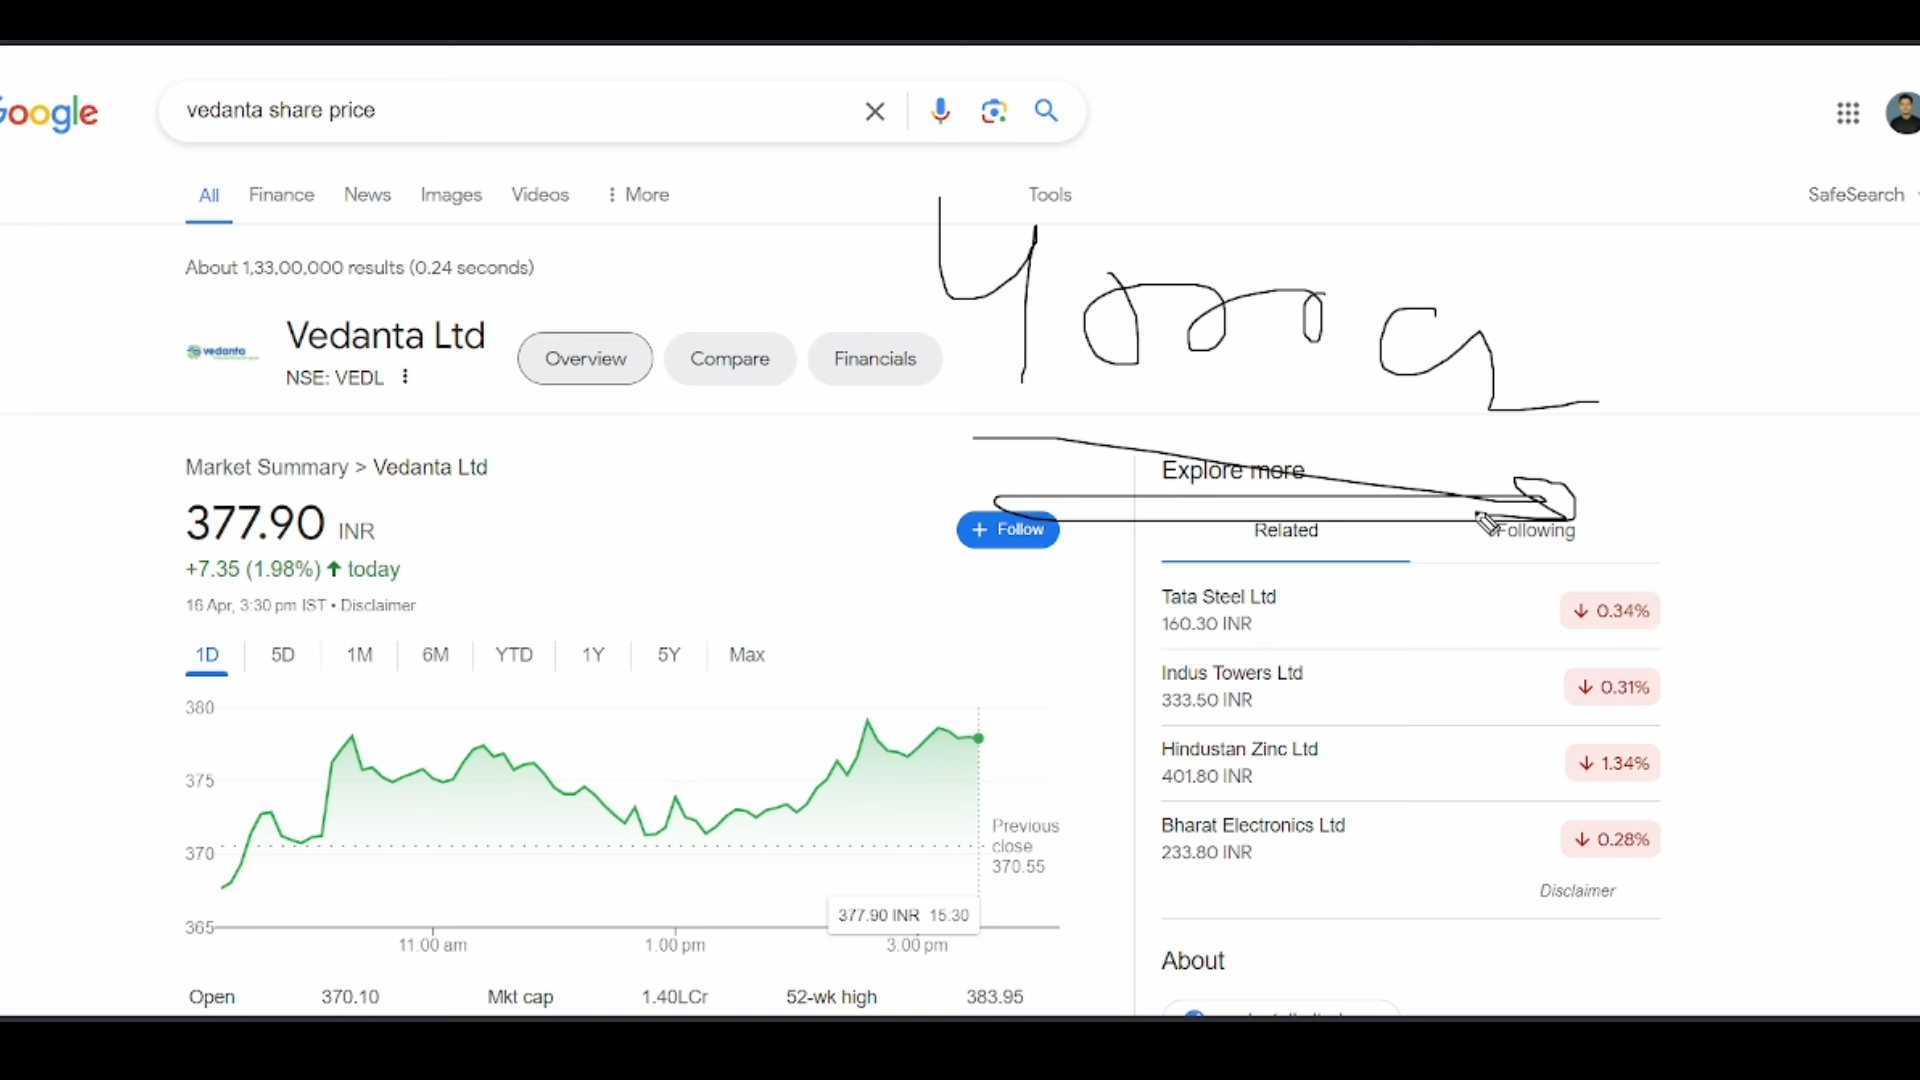 Google
vedanta share price
All Finance News Images Videos More Tools SafeSearch
About 1,33,00,000 results (0.24 seconds)
vedanta
Vedanta Ltd
NSE: VEDL
Overview Compare Financials
Market Summary > Vedanta Ltd
377.90 INR
+ Follow
+7.35 (1.98%) ↑ today
16 Apr, 3:30 pm IST • Disclaimer
1D 5D 1M 6M YTD 1Y 5Y Max
380
375
370
365
Previous
close
370.55
377.90 INR 15:30
11:00 am 1:00 pm 3:00 pm
Open 370.10 Mkt cap 1.40LCr 52-wk high 383.95
Explore more
Related Following
Tata Steel Ltd
160.30 INR
↓ 0.34%
Indus Towers Ltd
333.50 INR
↓ 0.31%
Hindustan Zinc Ltd
401.80 INR
↓ 1.34%
Bharat Electronics Ltd
233.80 INR
↓ 0.28%
Disclaimer
About